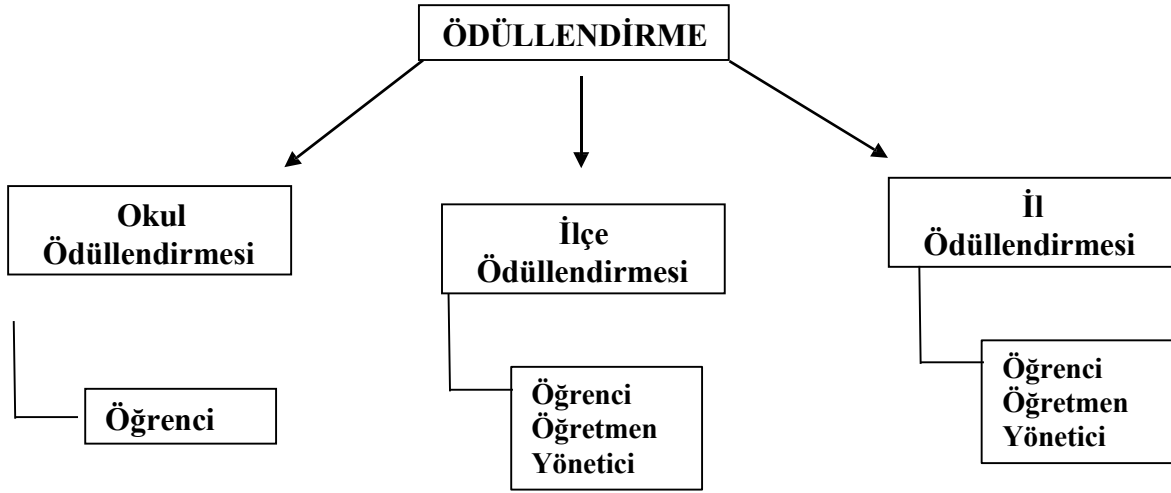 ÖDÜLLENDİRME
Okul
Ödüllendirmesi
İlçe
Ödüllendirmesi
İl
Ödüllendirmesi
Öğrenci
Öğrenci
Öğretmen
Yönetici
Öğrenci
Öğretmen
Yönetici